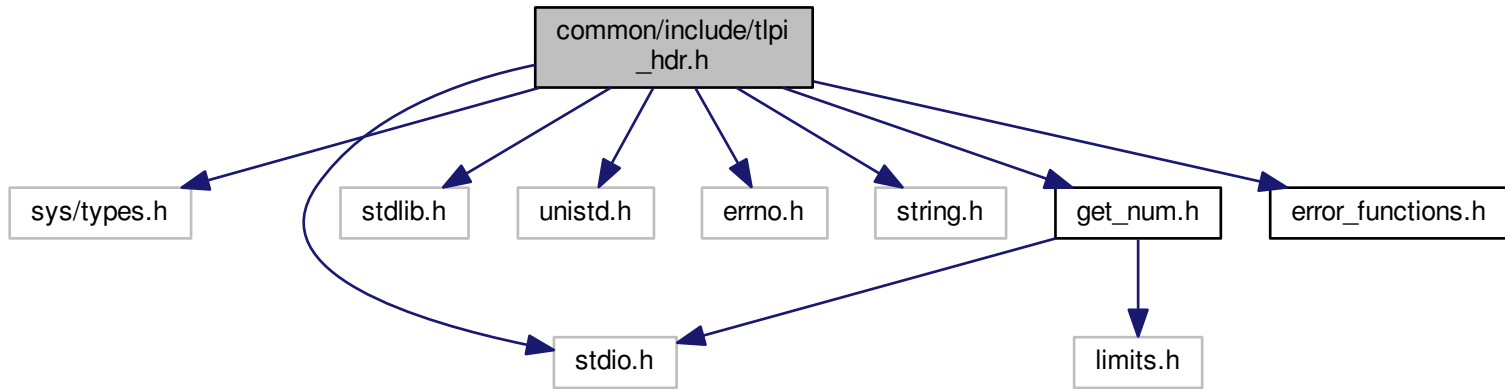 common/include/tlpi
_hdr.h
sys/types.h
stdlib.h
unistd.h
errno.h
string.h
get_num.h
error_functions.h
stdio.h
limits.h